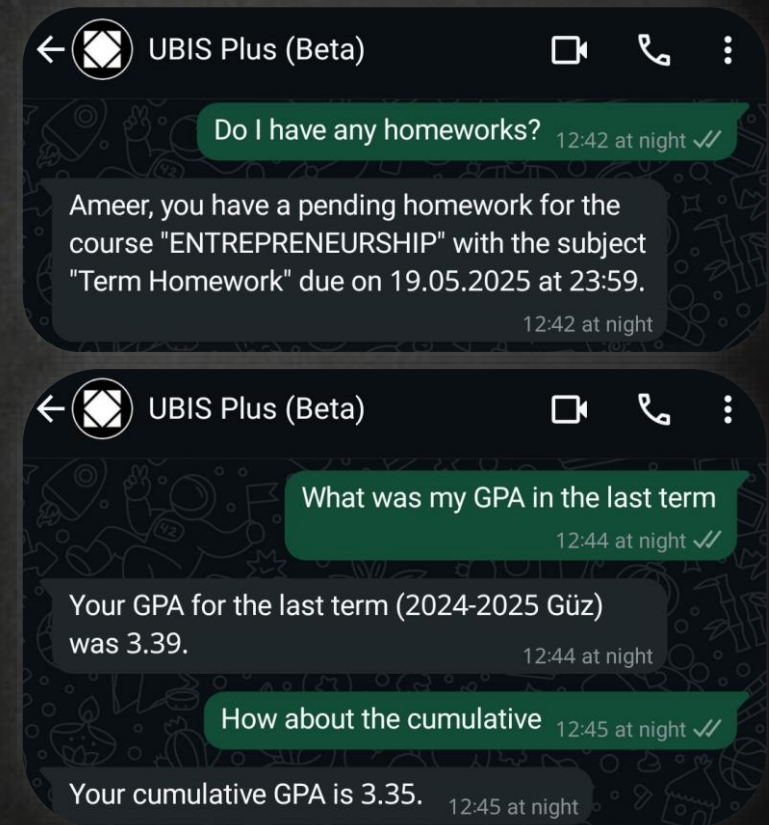 UBIS Plus (Beta)
Do I have any homeworks? 12:42 at night
Ameer, you have a pending homework for the
course "ENTREPRENEURSHIP" with the subject
"Term Homework" due on 19.05.2025 at 23:59.
12:42 at night
UBIS Plus (Beta)
What was my GPA in the last term
12:44 at night
Your GPA for the last term (2024-2025 Güz)
was 3.39. 12:44 at night
How about the cumulative 12:45 at night
Your cumulative GPA is 3.35. 12:45 at night